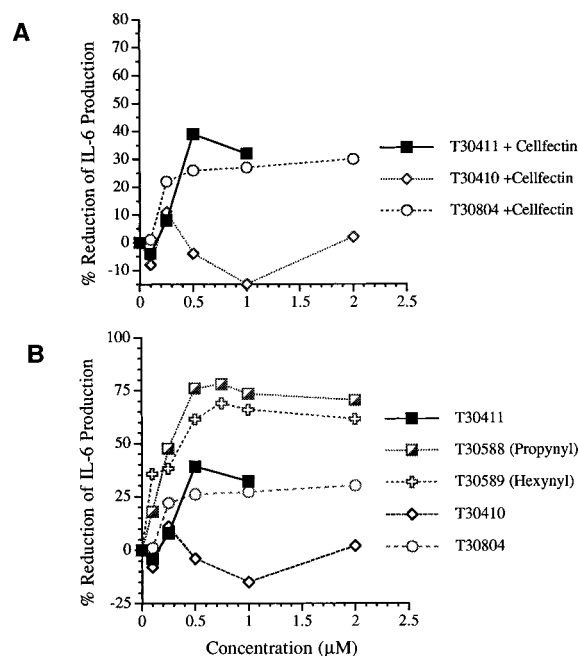 A
% Reduction of IL-6 Production
80
70
60
50
40
30
20
10
0
-10
0
0.5
1
1.5
2
2.5
T30411 + Cellfectin
T30410 +Cellfectin
T30804 +Cellfectin
B
% Reduction of IL-6 Production
100
75
50
25
0
-25
0
0.5
1
1.5
2
2.5
Concentration (μM)
T30411
T30588 (Propynyl)
T30589 (Hexynyl)
T30410
T30804